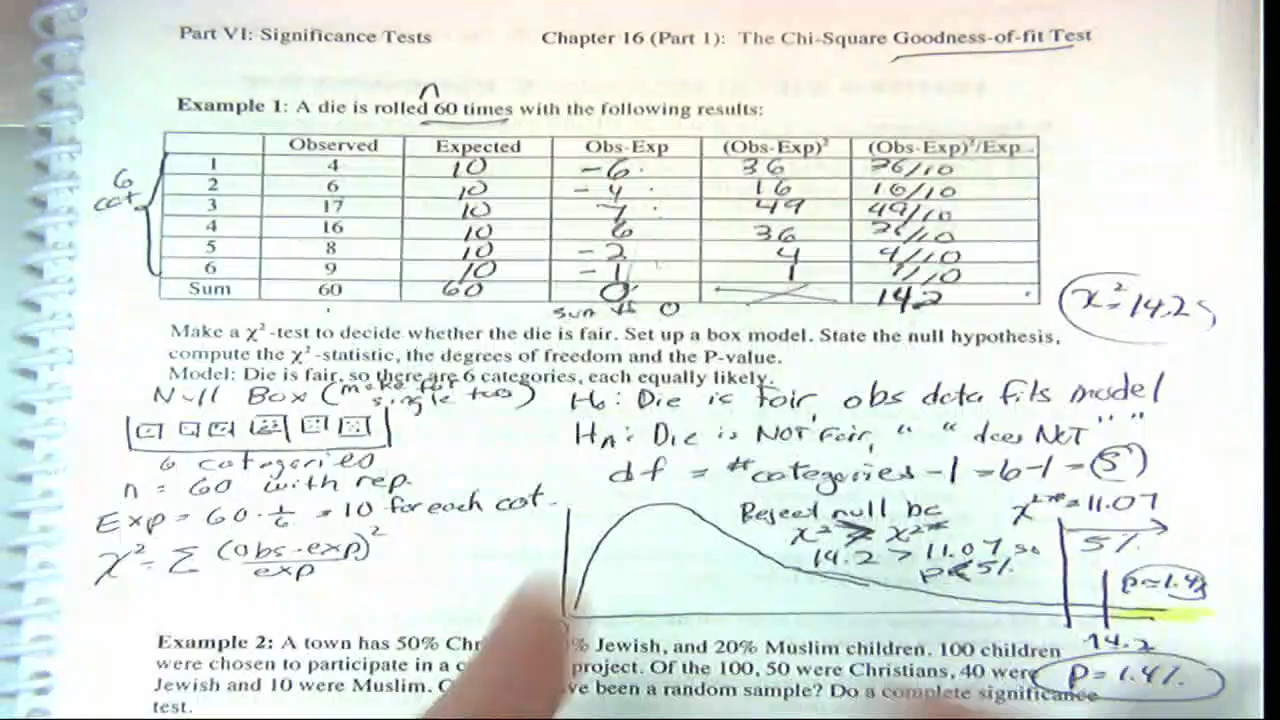 Part VI: Significance Tests Chapter 16 (Part 1): The Chi-Square Goodness-of-fit Test
n
Example 1: A die is rolled 60 times with the following results:
Observed Expected Obs-Exp (Obs-Exp)² (Obs-Exp)²/Exp
1 4 10 -6 36 36/10
2 6 10 -4 16 16/10
3 17 10 7 49 49/10
4 16 10 6 36 36/10
5 8 10 -2 4 4/10
6 9 10 -1 1 1/10
Sum 60 60 0 14.2
6 cat
sum is 0
χ² = 14.2
Make a χ²-test to decide whether the die is fair. Set up a box model. State the null hypothesis,
compute the χ²-statistic, the degrees of freedom and the P-value.
Model: Die is fair, so there are 6 categories, each equally likely.
Null Box (make for single toss)
6 categories
n = 60 with rep.
Exp = 60 · 1/6 = 10 for each cat.
χ² = Σ (obs-exp)²/exp
Ho: Die is fair, obs data fits model
HA: Die is NOT fair, " " does NOT " "
df = # categories - 1 = 6-1 = 5
Reject null bc
χ² > χ²*
14.2 > 11.07 so
p < 5%
χ²* = 11.07
5%
p = 1.4%
14.2
p = 1.4%
Example 2: A town has 50% % Jewish, and 20% Muslim children. 100 children
were chosen to participate in a project. Of the 100, 50 were Christians, 40 were
Jewish and 10 were Muslim. been a random sample? Do a complete significance
test.